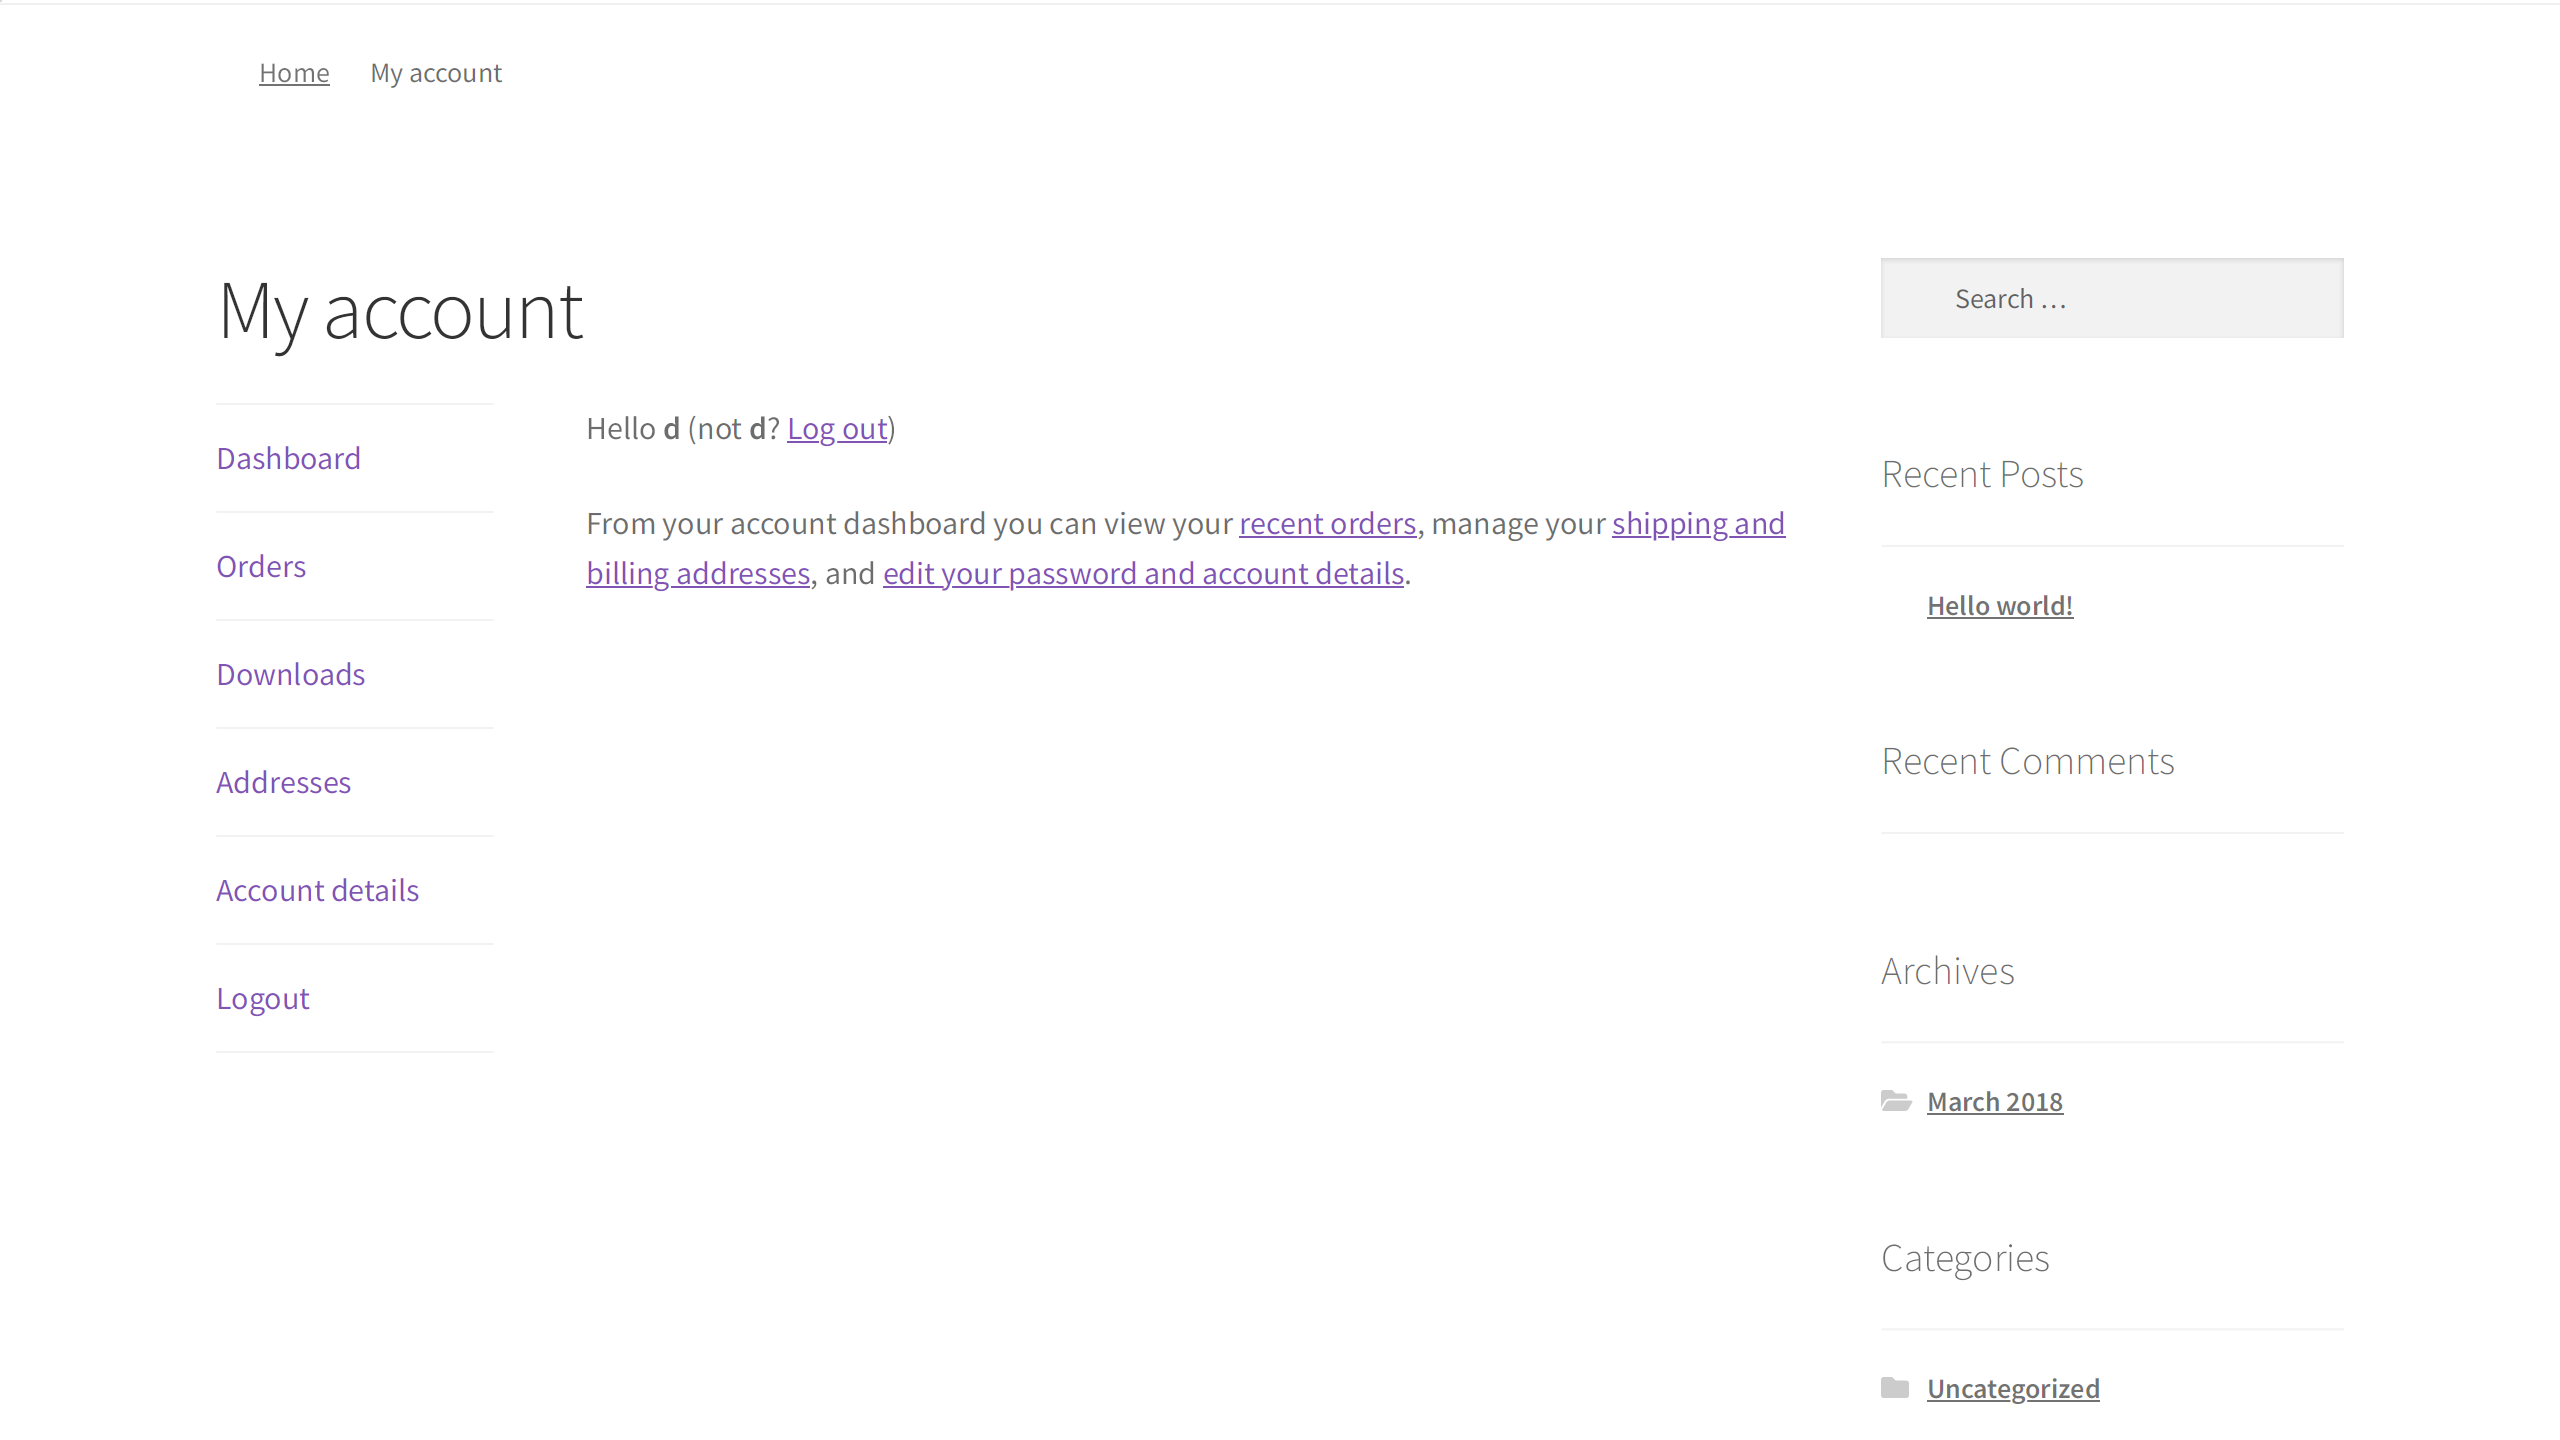 Home My account
My account
Dashboard
Orders
Downloads
Addresses
Account details
Logout
Hello d (not d? Log out)
From your account dashboard you can view your recent orders, manage your shipping and
billing addresses, and edit your password and account details.
Search …
Recent Posts
Hello world!
Recent Comments
Archives
March 2018
Categories
Uncategorized